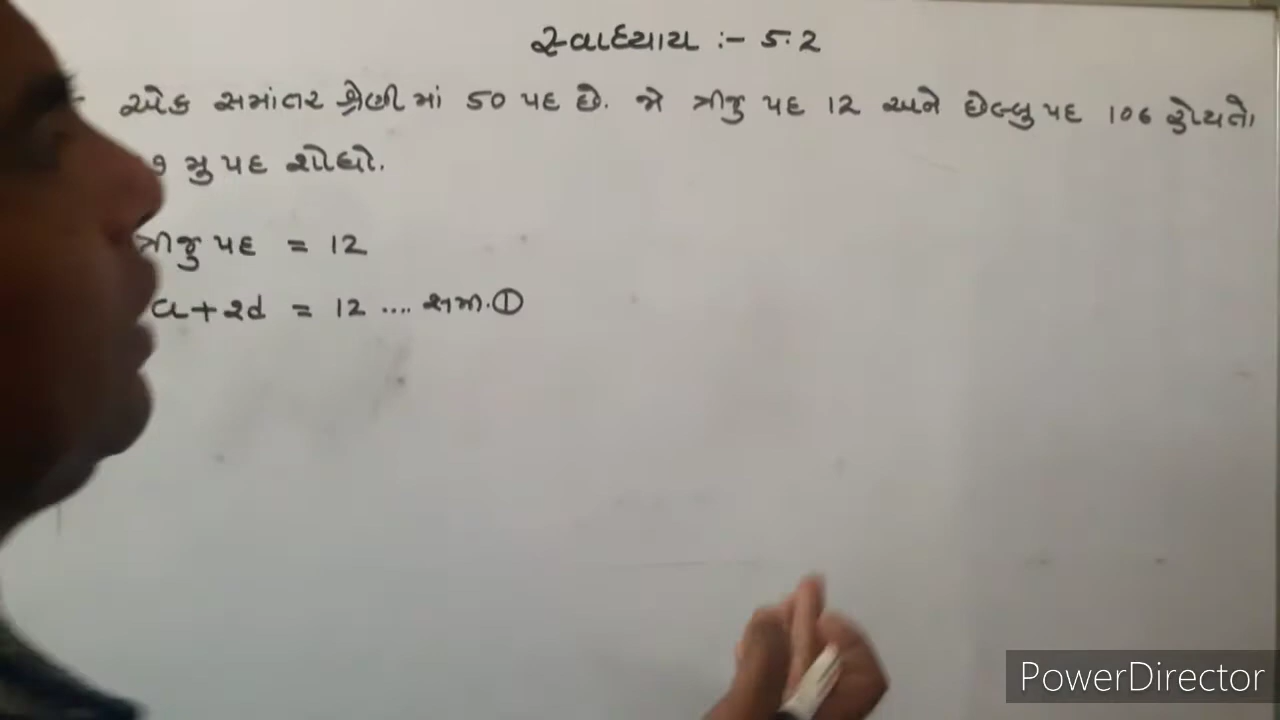 સ્વાધ્યાય :- 5.2
એક સમાંતર શ્રેણી માં 50 પદ છે. જો ત્રીજુ પદ 12 અને છેલ્લુ પદ 106 હોયતો
મુ પદ શોધો.
ત્રીજુ પદ = 12
a + 2d = 12 .... સમી. ①
PowerDirector